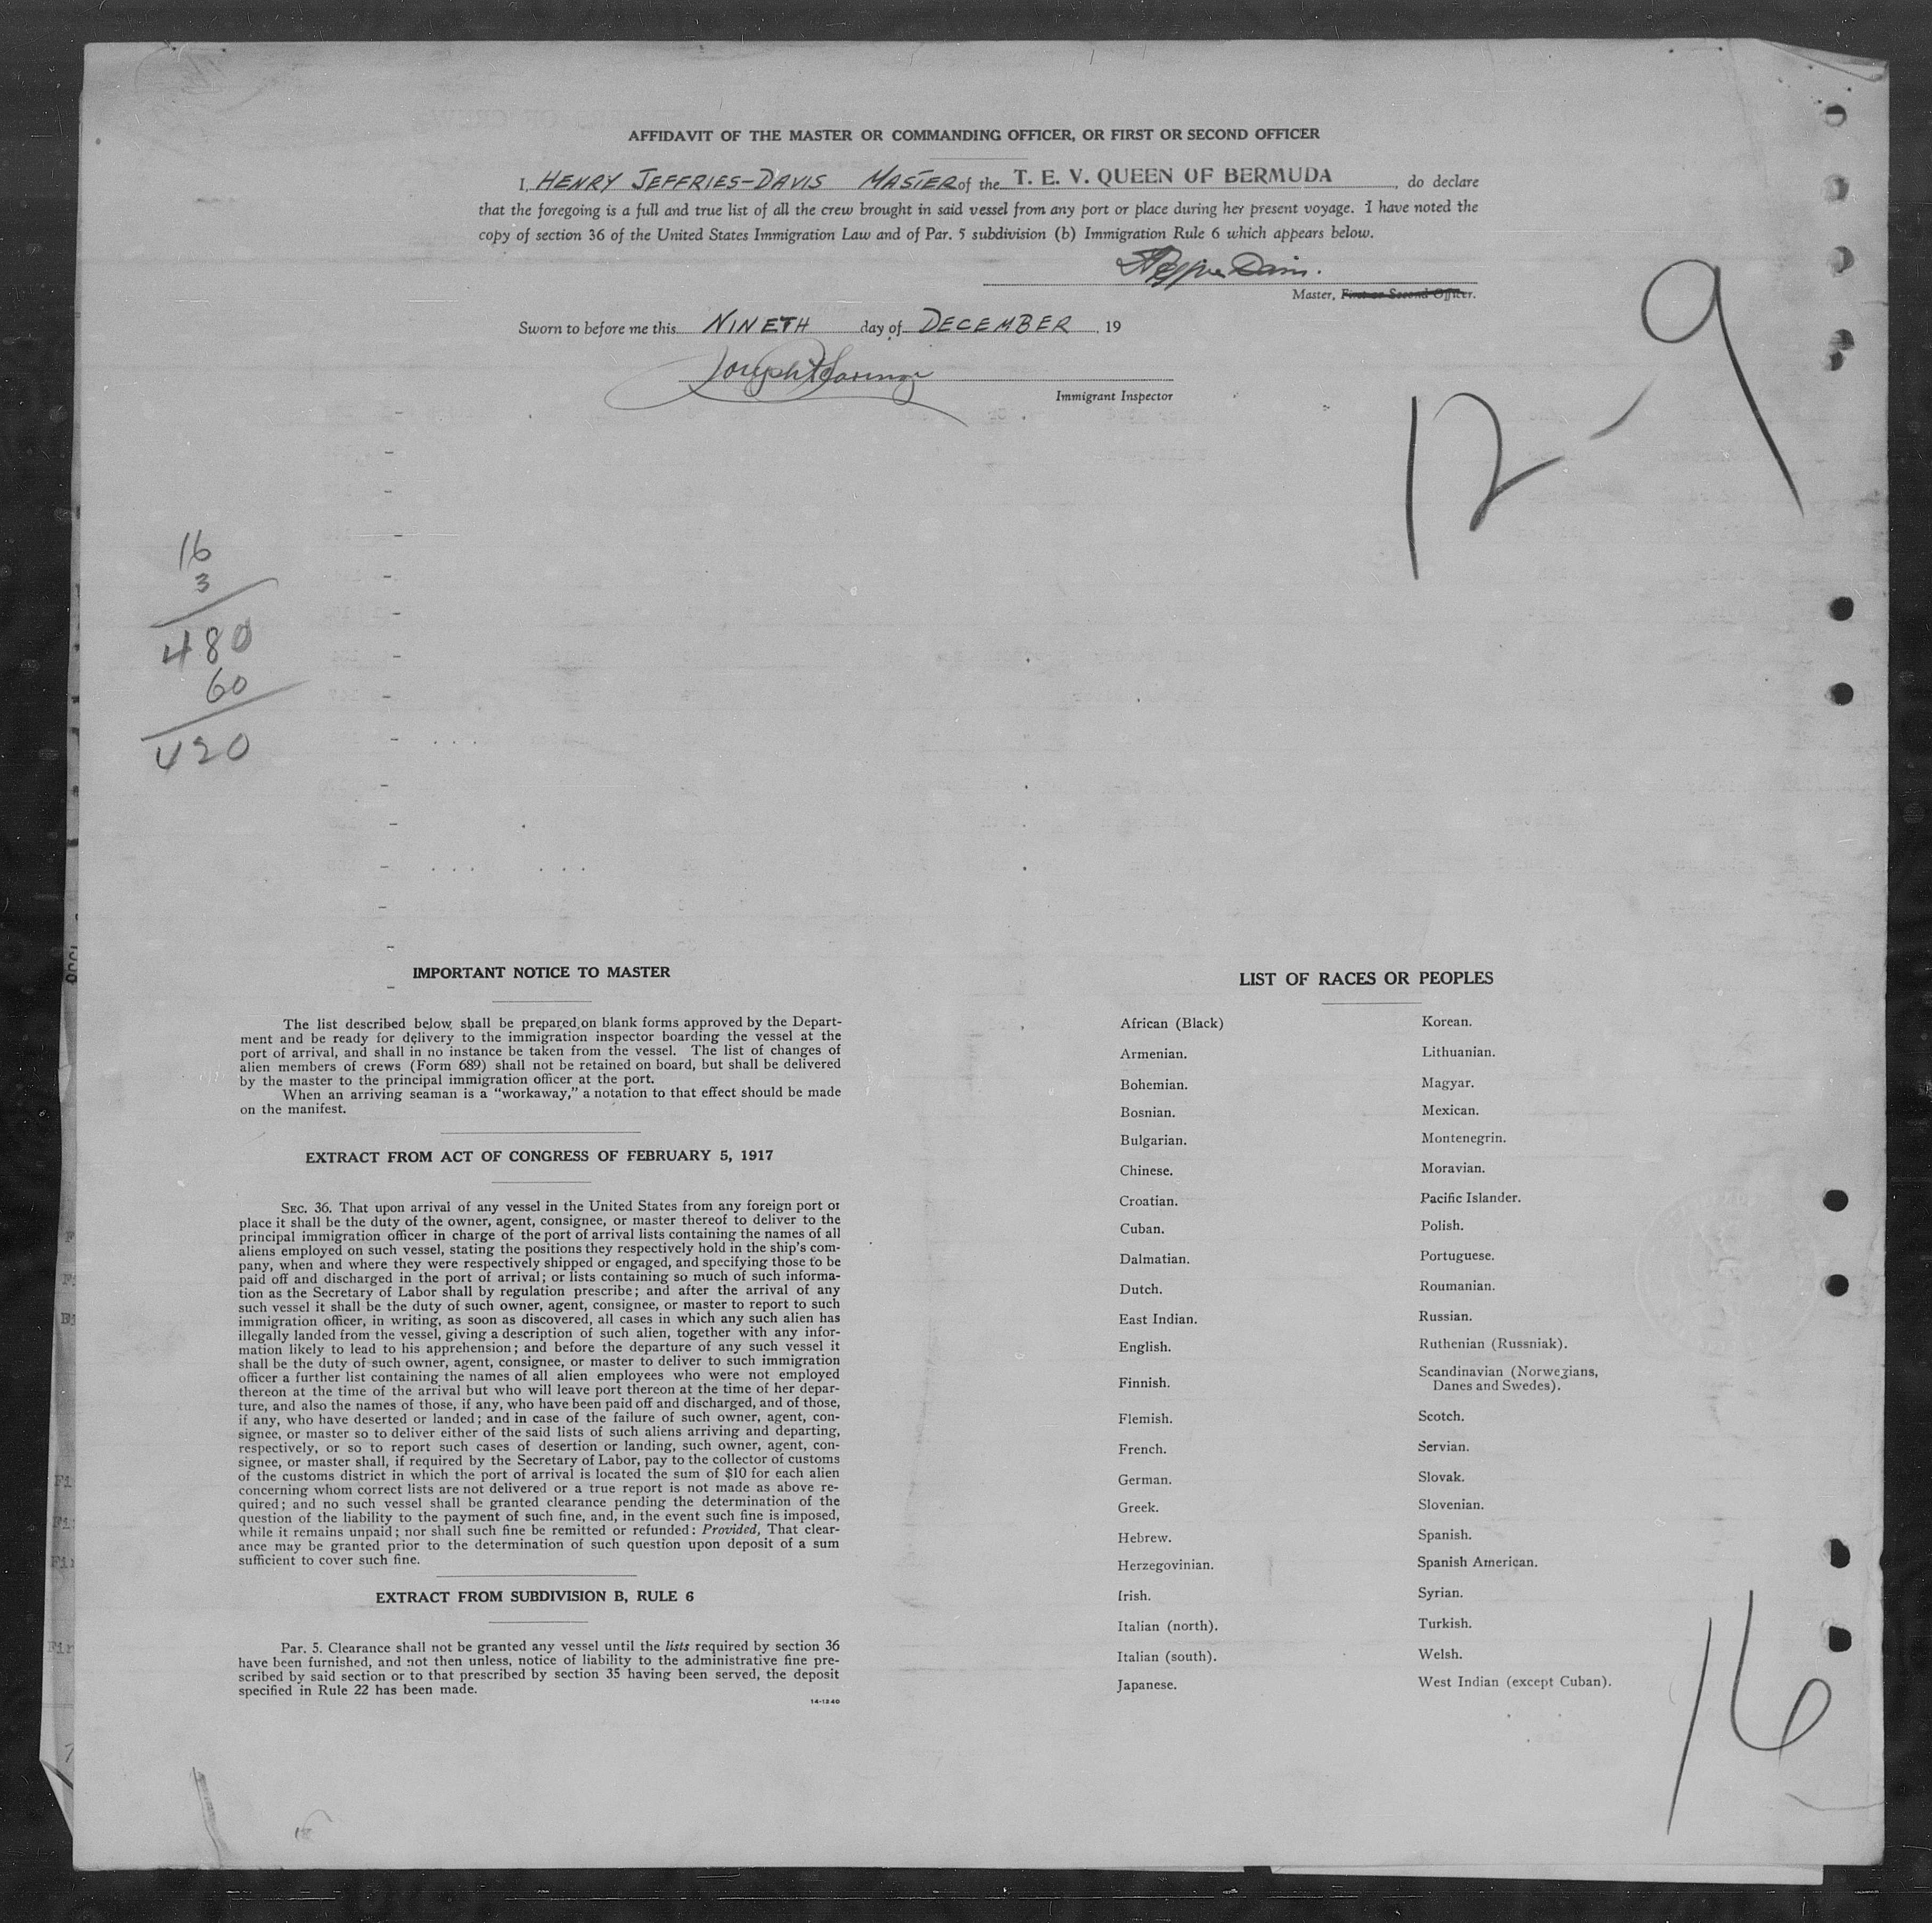 AFFIDAVIT OF THE MASTER OR COMMANDING OFFICER, OR FIRST OR SECOND OFFICER
I, HENRY JEFFRIES-DAVIS MASTER of the T. E. V. QUEEN OF BERMUDA, do declare
that the foregoing is a full and true list of all the crew brought in said vessel from any port or place during her present voyage. I have noted the
copy of section 36 of the United States Immigration Law and of Par. 5 subdivision (b) Immigration Rule 6 which appears below.
Master, First or Second Officer.
Sworn to before me this NINETH day of DECEMBER, 19
Immigrant Inspector
12-9
16
3
480
60
420
IMPORTANT NOTICE TO MASTER
The list described below, shall be prepared on blank forms approved by the Depart-
ment and be ready for delivery to the immigration inspector boarding the vessel at the
port of arrival, and shall in no instance be taken from the vessel. The list of changes of
alien members of crews (Form 689) shall not be retained on board, but shall be delivered
by the master to the principal immigration officer at the port.
When an arriving seaman is a "workaway," a notation to that effect should be made
on the manifest.
EXTRACT FROM ACT OF CONGRESS OF FEBRUARY 5, 1917
SEC. 36. That upon arrival of any vessel in the United States from any foreign port or
place it shall be the duty of the owner, agent, consignee, or master thereof to deliver to the
principal immigration officer in charge of the port of arrival lists containing the names of all
aliens employed on such vessel, stating the positions they respectively hold in the ship's com-
pany, when and where they were respectively shipped or engaged, and specifying those to be
paid off and discharged in the port of arrival; or lists containing so much of such informa-
tion as the Secretary of Labor shall by regulation prescribe; and after the arrival of any
such vessel it shall be the duty of such owner, agent, consignee, or master to report to such
immigration officer, in writing, as soon as discovered, all cases in which any such alien has
illegally landed from the vessel, giving a description of such alien, together with any infor-
mation likely to lead to his apprehension; and before the departure of any such vessel it
shall be the duty of such owner, agent, consignee, or master to deliver to such immigration
officer a further list containing the names of all alien employees who were not employed
thereon at the time of the arrival but who will leave port thereon at the time of her depar-
ture, and also the names of those, if any, who have been paid off and discharged, and of those,
if any, who have deserted or landed; and in case of the failure of such owner, agent, con-
signee, or master so to deliver either of the said lists of such aliens arriving and departing,
respectively, or so to report such cases of desertion or landing, such owner, agent, con-
signee, or master shall, if required by the Secretary of Labor, pay to the collector of customs
of the customs district in which the port of arrival is located the sum of $10 for each alien
concerning whom correct lists are not delivered or a true report is not made as above re-
quired; and no such vessel shall be granted clearance pending the determination of the
question of the liability to the payment of such fine, and, in the event such fine is imposed,
while it remains unpaid; nor shall such fine be remitted or refunded: Provided, That clear-
ance may be granted prior to the determination of such question upon deposit of a sum
sufficient to cover such fine.
EXTRACT FROM SUBDIVISION B, RULE 6
Par. 5. Clearance shall not be granted any vessel until the lists required by section 36
have been furnished, and not then unless, notice of liability to the administrative fine pre-
scribed by said section or to that prescribed by section 35 having been served, the deposit
specified in Rule 22 has been made.
14-1240
LIST OF RACES OR PEOPLES
African (Black)
Armenian.
Bohemian.
Bosnian.
Bulgarian.
Chinese.
Croatian.
Cuban.
Dalmatian.
Dutch.
East Indian.
English.
Finnish.
Flemish.
French.
German.
Greek.
Hebrew.
Herzegovinian.
Irish.
Italian (north).
Italian (south).
Japanese.
Korean.
Lithuanian.
Magyar.
Mexican.
Montenegrin.
Moravian.
Pacific Islander.
Polish.
Portuguese.
Roumanian.
Russian.
Ruthenian (Russniak).
Scandinavian (Norwegians,
Danes and Swedes).
Scotch.
Servian.
Slovak.
Slovenian.
Spanish.
Spanish American.
Syrian.
Turkish.
Welsh.
West Indian (except Cuban).
16